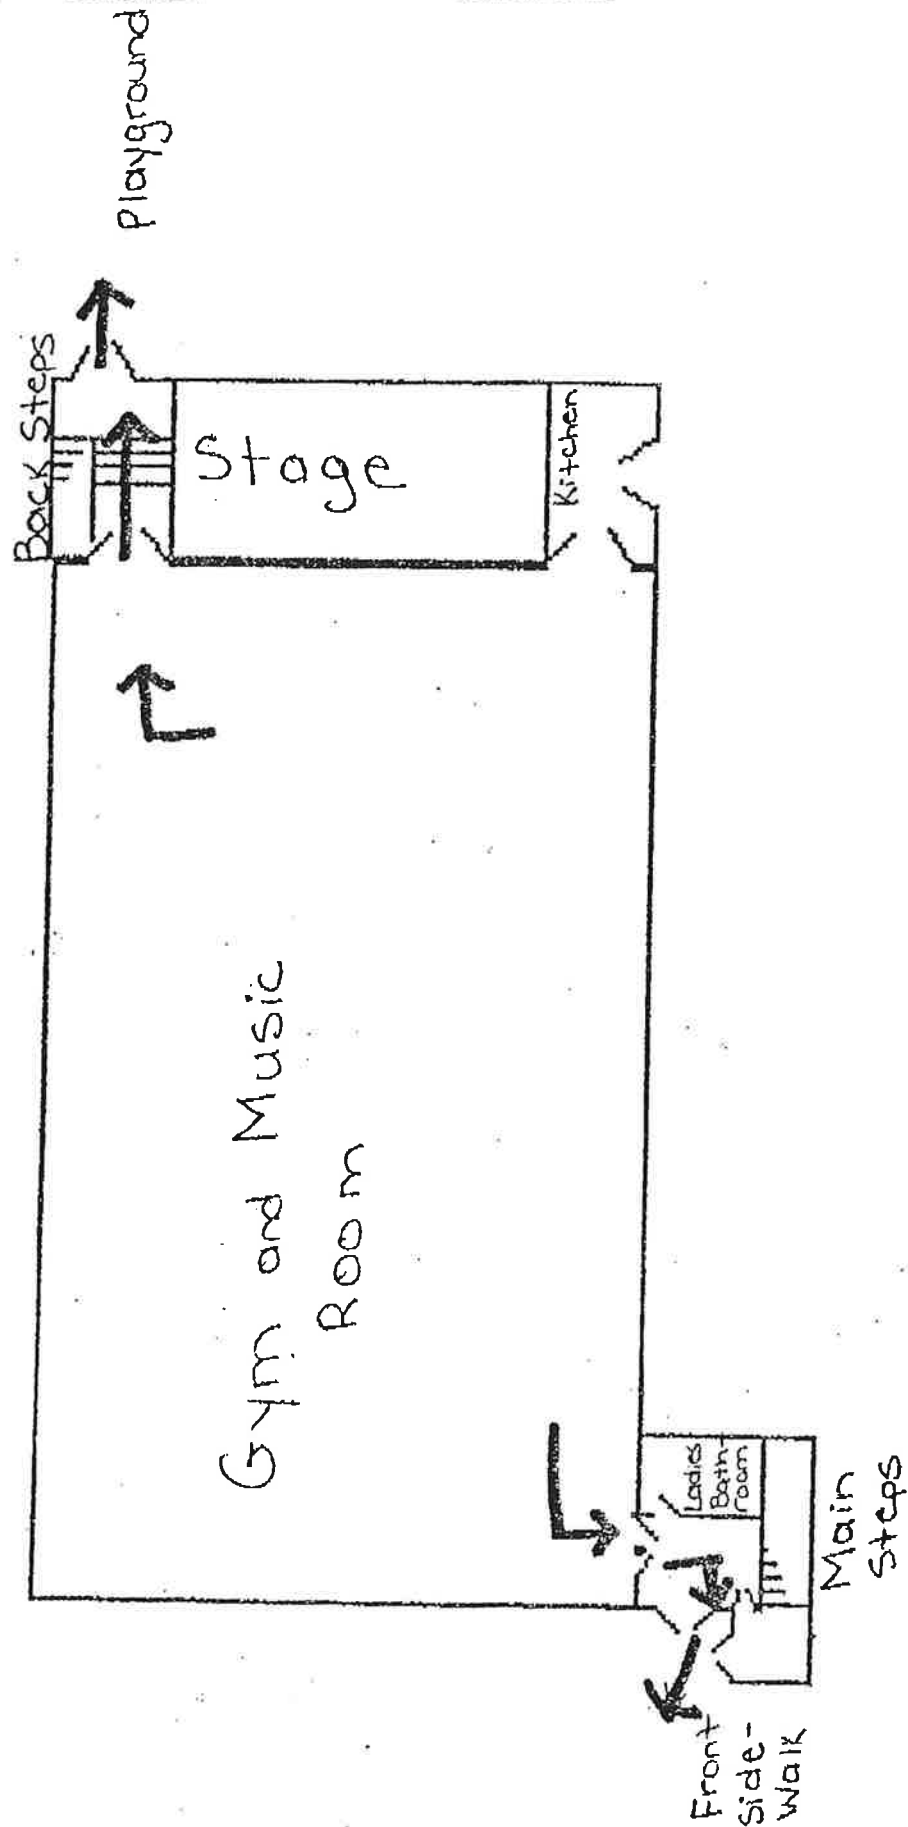 Playground
Back Steps
Stage
Kitchen
Gym and Music
Room
Ladies
Bath-
room
Main
Steps
Front
Side-
Walk